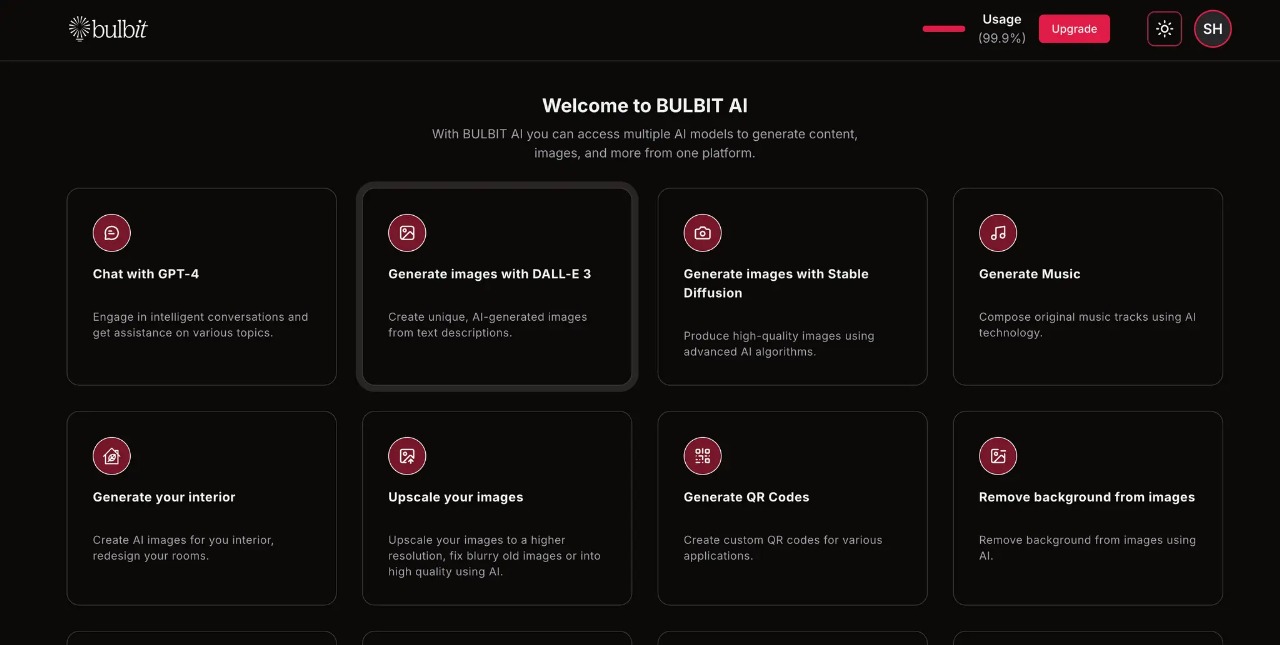 bulbit
Usage
(99.9%)
Upgrade
SH
Welcome to BULBIT AI
With BULBIT AI you can access multiple AI models to generate content,
images, and more from one platform.
Chat with GPT-4
Engage in intelligent conversations and
get assistance on various topics.
Generate images with DALL-E 3
Create unique, AI-generated images
from text descriptions.
Generate images with Stable
Diffusion
Produce high-quality images using
advanced AI algorithms.
Generate Music
Compose original music tracks using AI
technology.
Generate your interior
Create AI images for you interior,
redesign your rooms.
Upscale your images
Upscale your images to a higher
resolution, fix blurry old images or into
high quality using AI.
Generate QR Codes
Create custom QR codes for various
applications.
Remove background from images
Remove background from images using
AI.